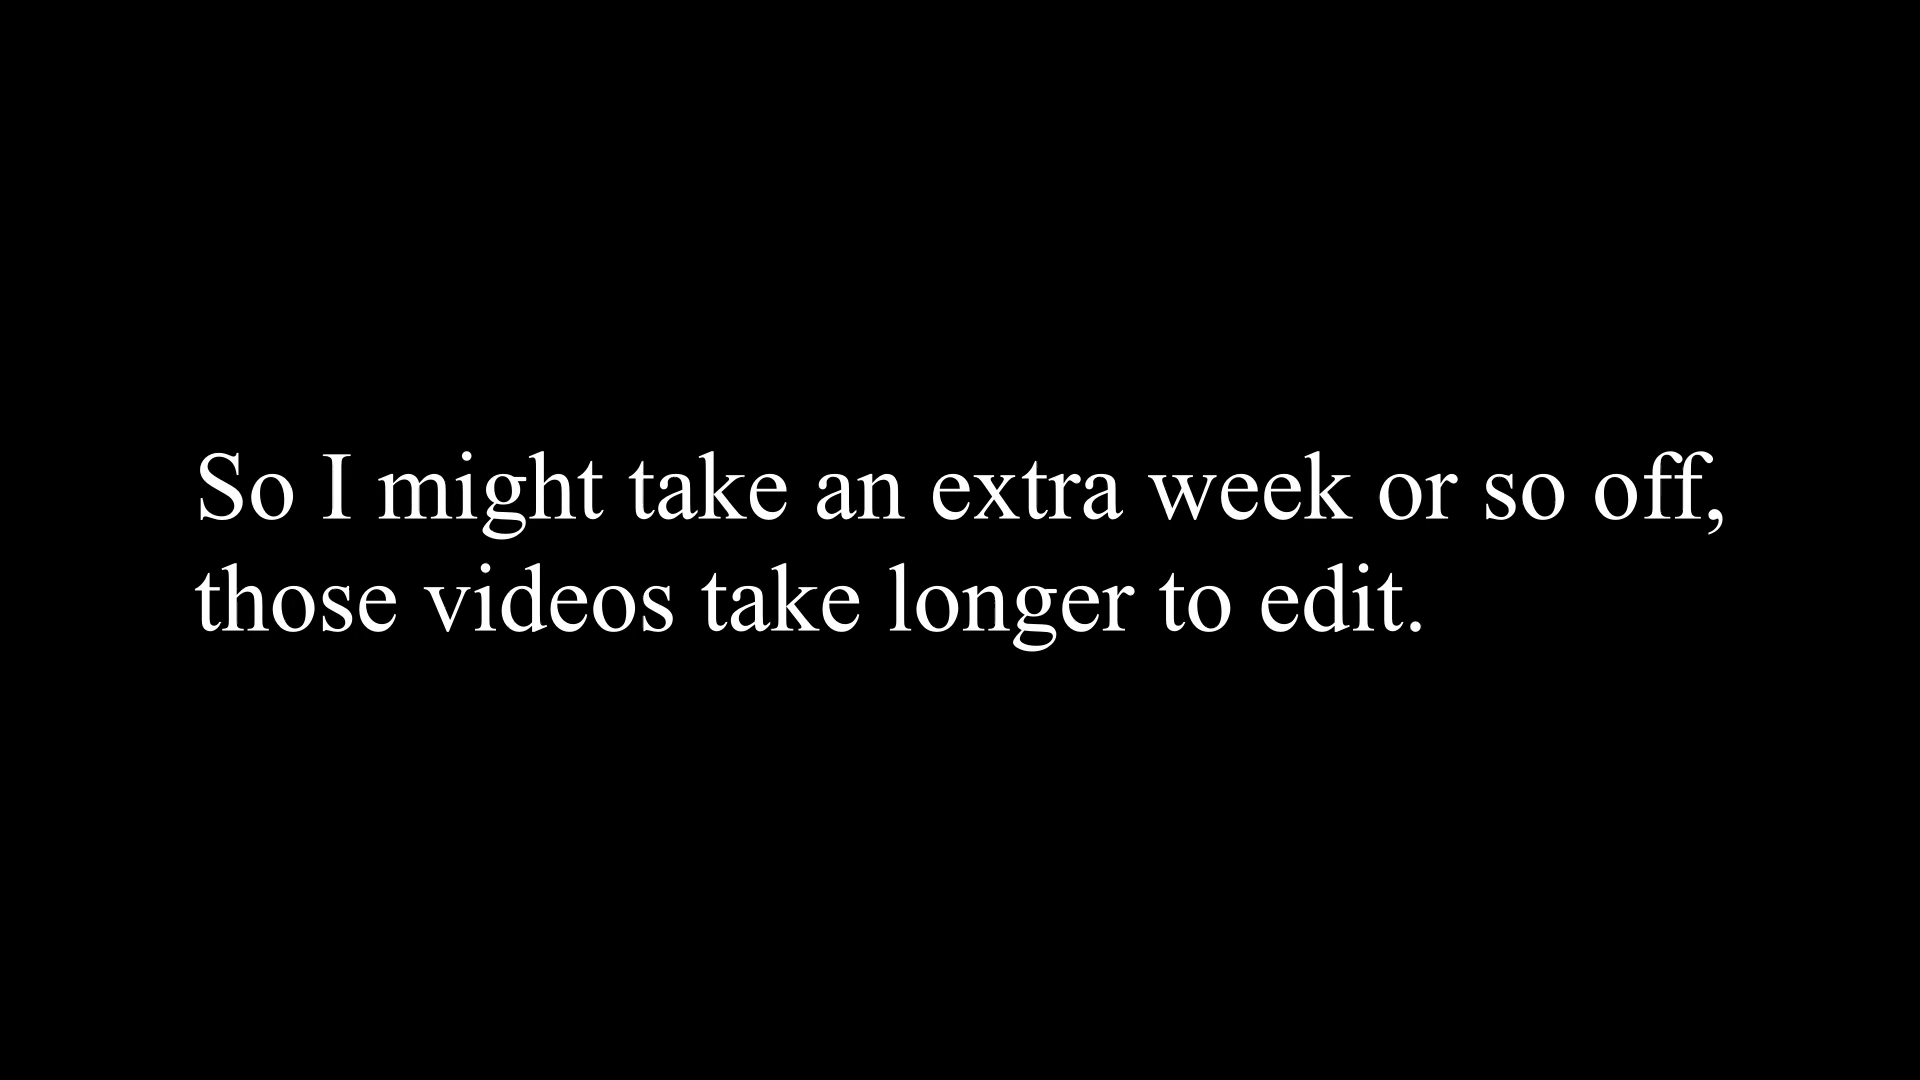 So I might take an extra week or so off,
those videos take longer to edit.